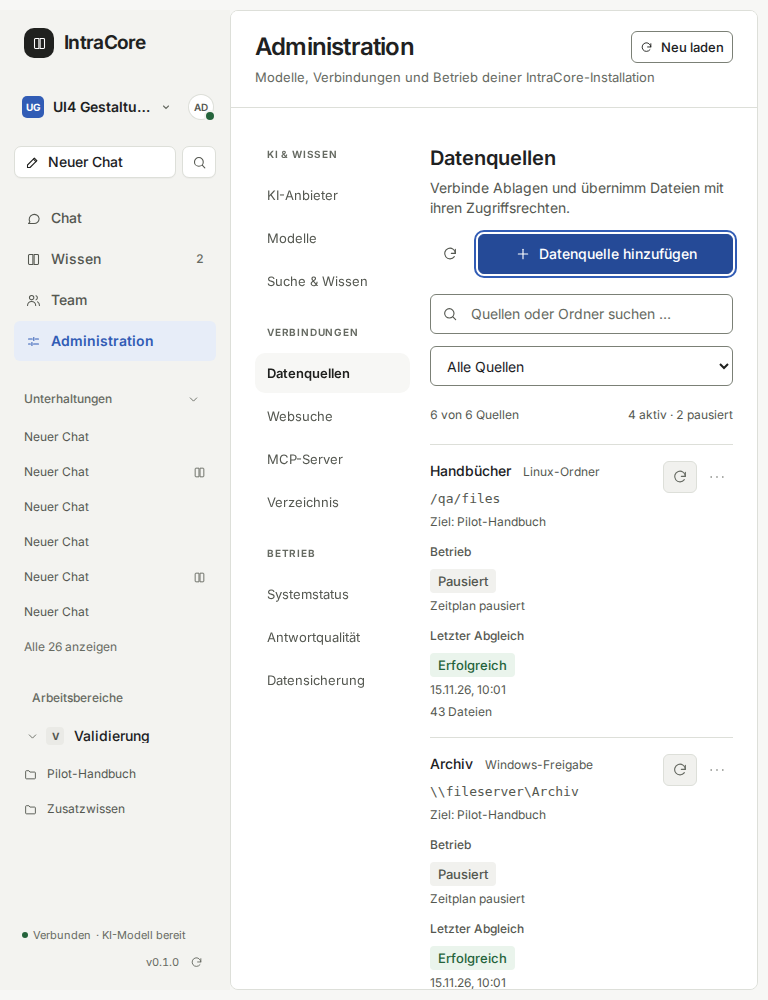 IntraCore
UG UI4 Gestaltu... AD
Neuer Chat
Chat
Wissen 2
Team
Administration
Unterhaltungen
Neuer Chat
Neuer Chat
Neuer Chat
Neuer Chat
Neuer Chat
Neuer Chat
Alle 26 anzeigen
Arbeitsbereiche
V Validierung
Pilot-Handbuch
Zusatzwissen
Verbunden · KI-Modell bereit
v0.1.0
Administration
Neu laden
Modelle, Verbindungen und Betrieb deiner IntraCore-Installation
KI & WISSEN
KI-Anbieter
Modelle
Suche & Wissen
VERBINDUNGEN
Datenquellen
Websuche
MCP-Server
Verzeichnis
BETRIEB
Systemstatus
Antwortqualität
Datensicherung
Datenquellen
Verbinde Ablagen und übernimm Dateien mit
ihren Zugriffsrechten.
Datenquelle hinzufügen
Quellen oder Ordner suchen ...
Alle Quellen
6 von 6 Quellen 4 aktiv · 2 pausiert
Handbücher Linux-Ordner
/qa/files
Ziel: Pilot-Handbuch
Betrieb
Pausiert
Zeitplan pausiert
Letzter Abgleich
Erfolgreich
15.11.26, 10:01
43 Dateien
Archiv Windows-Freigabe
\\fileserver\Archiv
Ziel: Pilot-Handbuch
Betrieb
Pausiert
Zeitplan pausiert
Letzter Abgleich
Erfolgreich
15.11.26, 10:01